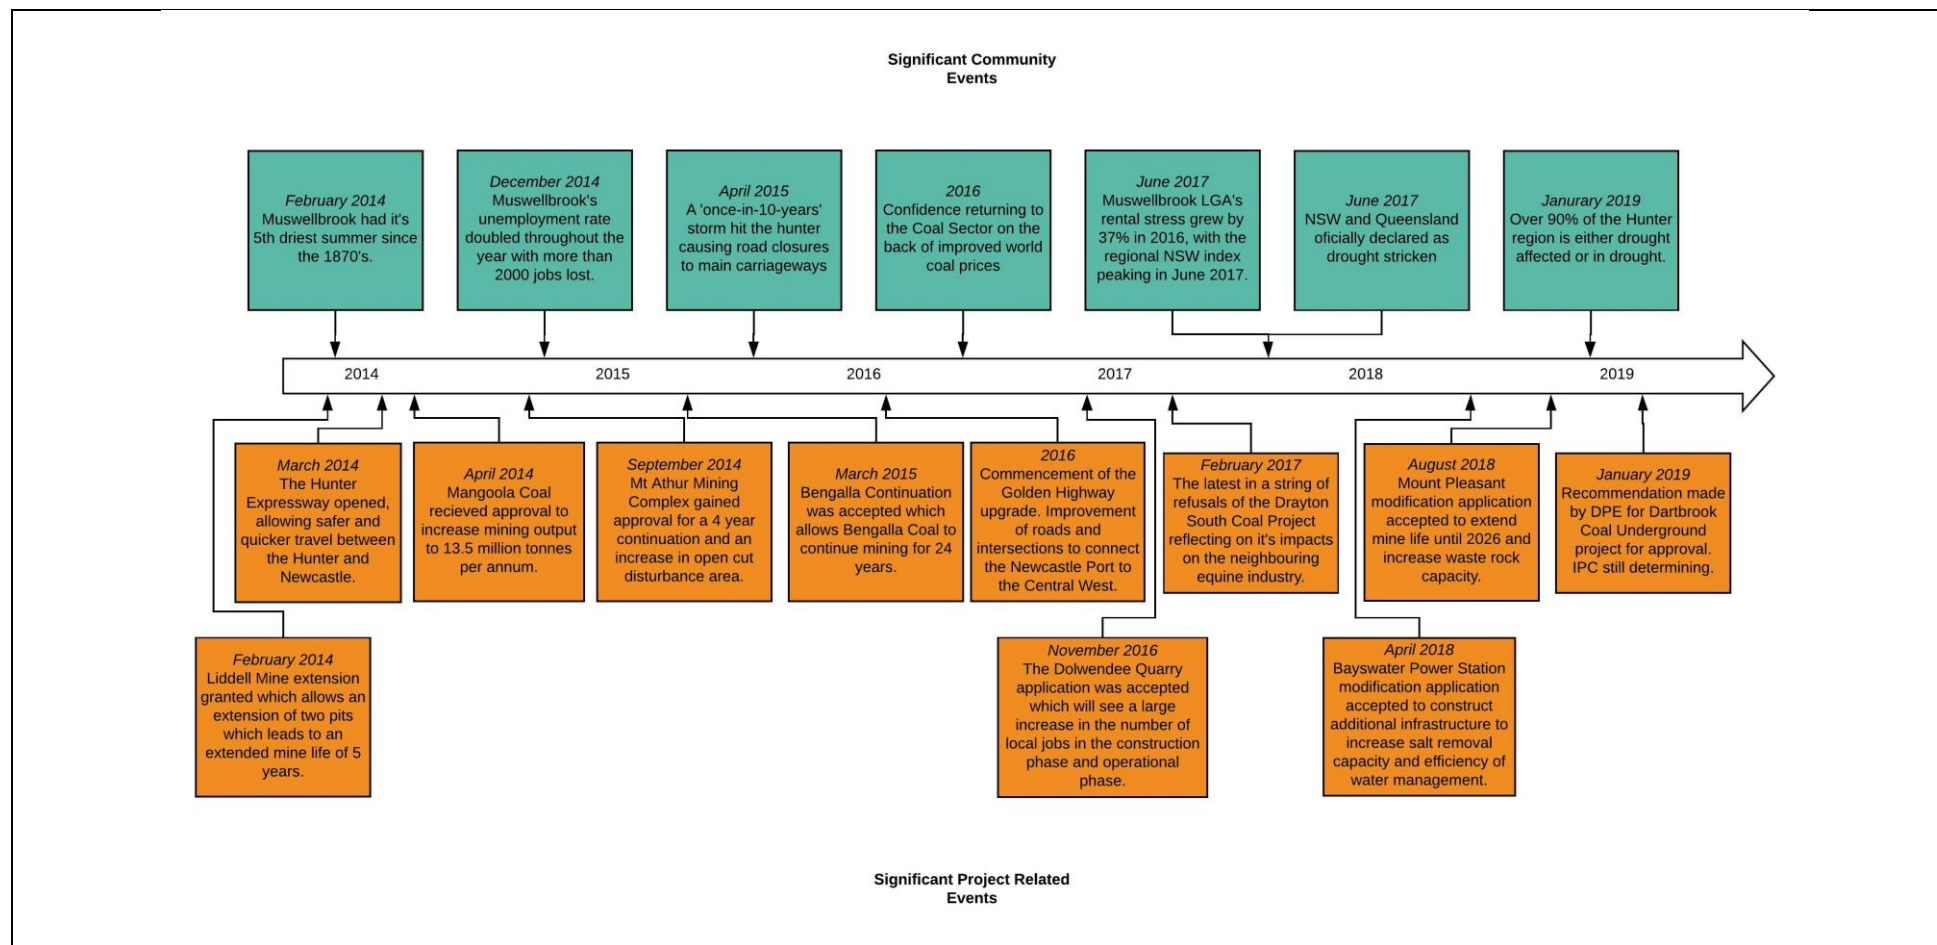 Significant Community
Events
February 2014
Muswellbrook had it's
5th driest summer since
the 1870's.
December 2014
Muswellbrook's
unemployment rate
doubled throughout the
year with more than
2000 jobs lost.
April 2015
A 'once-in-10-years'
storm hit the hunter
causing road closures
to main carriageways
2016
Confidence returning to
the Coal Sector on the
back of improved world
coal prices
June 2017
Muswellbrook LGA's
rental stress grew by
37% in 2016, with the
regional NSW index
peaking in June 2017.
June 2017
NSW and Queensland
oficially declared as
drought stricken
Janurary 2019
Over 90% of the Hunter
region is either drought
affected or in drought.
2014
2015
2016
2017
2018
2019
March 2014
The Hunter
Expressway opened,
allowing safer and
quicker travel between
the Hunter and
Newcastle.
April 2014
Mangoola Coal
recieved approval to
increase mining output
to 13.5 million tonnes
per annum.
September 2014
Mt Athur Mining
Complex gained
approval for a 4 year
continuation and an
increase in open cut
disturbance area.
March 2015
Bengalla Continuation
was accepted which
allows Bengalla Coal to
continue mining for 24
years.
2016
Commencement of the
Golden Highway
upgrade. Improvement
of roads and
intersections to connect
the Newcastle Port to
the Central West.
February 2017
The latest in a string of
refusals of the Drayton
South Coal Project
reflecting on it's impacts
on the neighbouring
equine industry.
August 2018
Mount Pleasant
modification application
accepted to extend
mine life until 2026 and
increase waste rock
capacity.
January 2019
Recommendation made
by DPE for Dartbrook
Coal Underground
project for approval.
IPC still determining.
February 2014
Liddell Mine extension
granted which allows an
extension of two pits
which leads to an
extended mine life of 5
years.
November 2016
The Dolwendee Quarry
application was accepted
which will see a large
increase in the number of
local jobs in the construction
phase and operational
phase.
April 2018
Bayswater Power Station
modification application
accepted to construct
additional infrastructure to
increase salt removal
capacity and efficiency of
water management.
Significant Project Related
Events